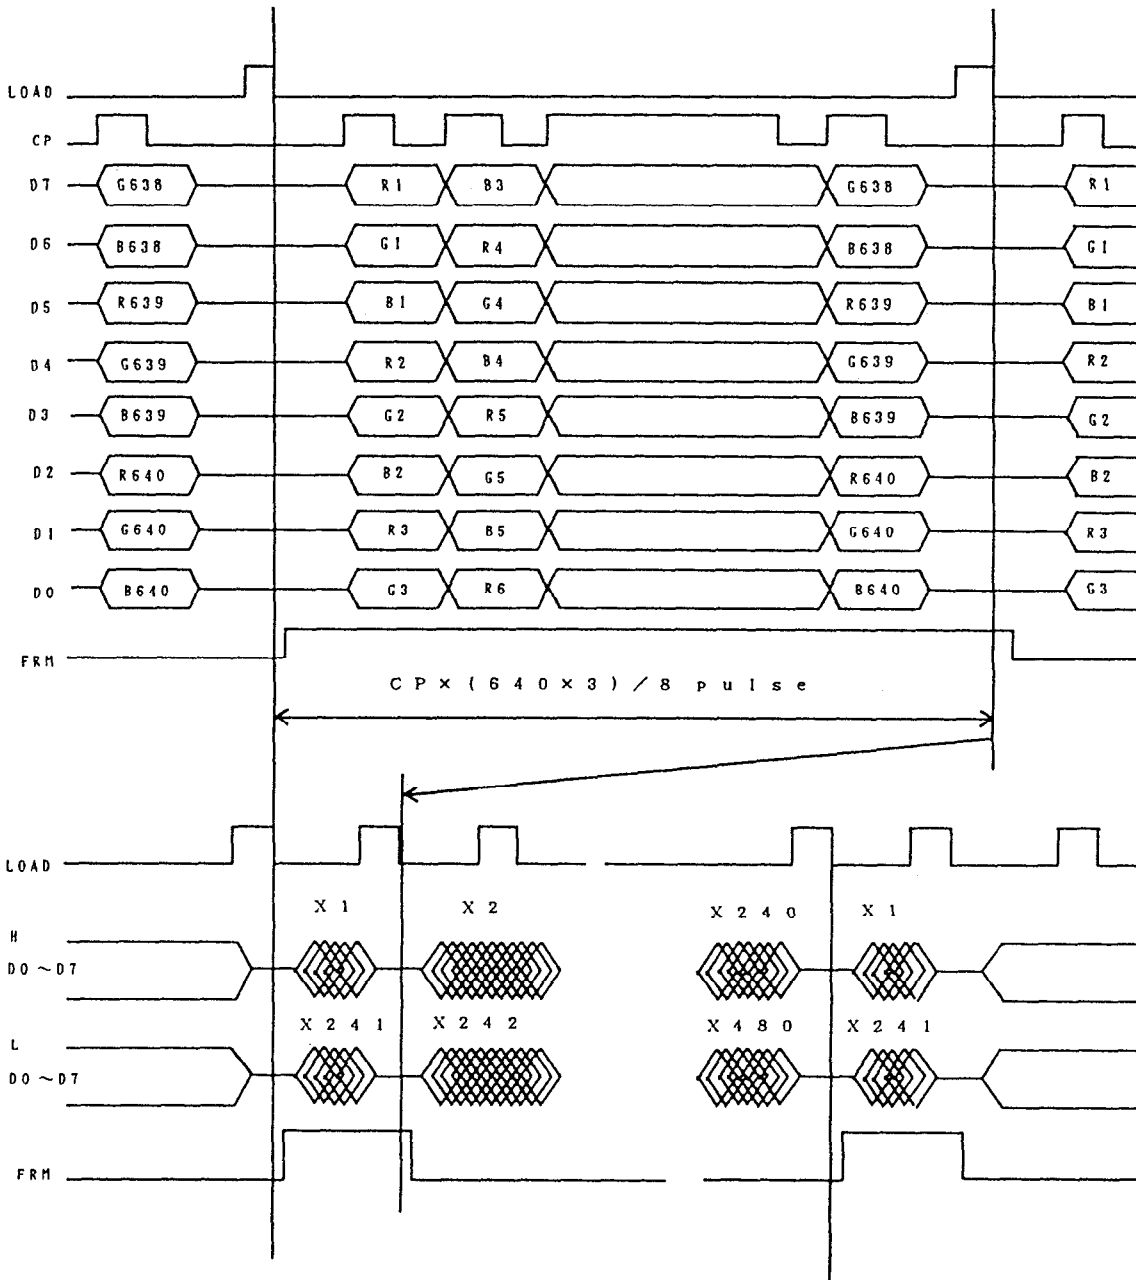 LOAD
CP
D7 G638 R1 B3 G638 R1
D6 B638 G1 R4 B638 G1
D5 R639 B1 G4 R639 B1
D4 G639 R2 B4 G639 R2
D3 B639 G2 R5 B639 G2
D2 R640 B2 G5 R640 B2
D1 G640 R3 B5 G640 R3
D0 B640 G3 R6 B640 G3
FRM
CP×(640×3)/8 pulse
LOAD
X1 X2 X240 X1
H
D0~D7
X241 X242 X480 X241
L
D0~D7
FRM